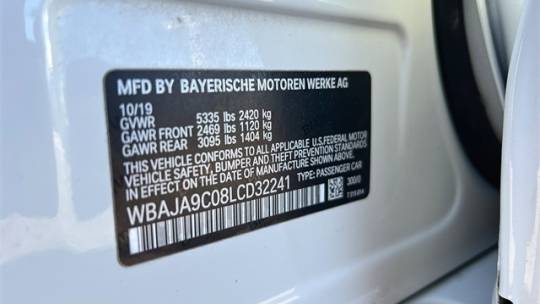 MFD BY BAYERISCHE MOTOREN WERKE AG
10/19
GVWR 5335 lbs 2420 kg
GAWR FRONT 2469 lbs 1120 kg
GAWR REAR 3095 lbs 1404 kg
THIS VEHICLE CONFORMS TO ALL APPLICABLE U.S.FEDERAL MOTOR
VEHICLE SAFETY, BUMPER AND THEFT PREVENTION STANDARDS
IN EFFECT ON THE DATE OF MANUFACTURE SHOWN ABOVE.
WBAJA9C08LCD32241 TYPE: PASSENGER CAR
300/0